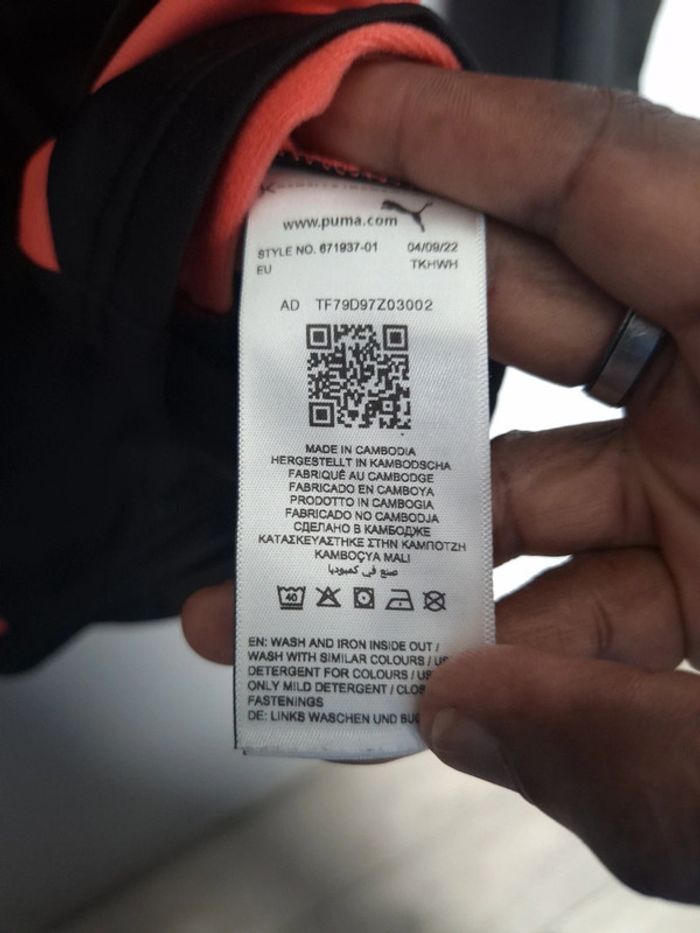 www.puma.com
STYLE NO. 671937-01 04/09/22
EU TKHWH
AD TF79D97Z03002
MADE IN CAMBODIA
HERGESTELLT IN KAMBODSCHA
FABRIQUÉ AU CAMBODGE
FABRICADO EN CAMBOYA
PRODOTTO IN CAMBOGIA
FABRICADO NO CAMBODJA
СДЕЛАНО В КАМБОДЖЕ
ΚΑΤΑΣΚΕΥΑΣΤΗΚΕ ΣΤΗΝ ΚΑΜΠΟΤΖΗ
KAMBOÇYA MALI
صنع في كمبوديا
40
EN: WASH AND IRON INSIDE OUT /
WASH WITH SIMILAR COLOURS /
DETERGENT FOR COLOURS /
ONLY MILD DETERGENT /
FASTENINGS
DE: LINKS WASCHEN UND